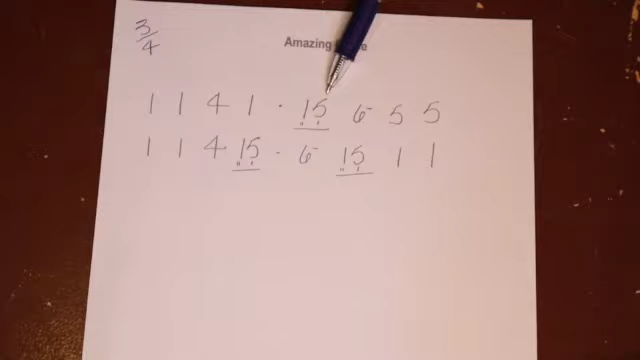 3/4
Amazing
1 1 4 1 · 15 6- 5 5
1 1 4 15 · 6- 15 1 1